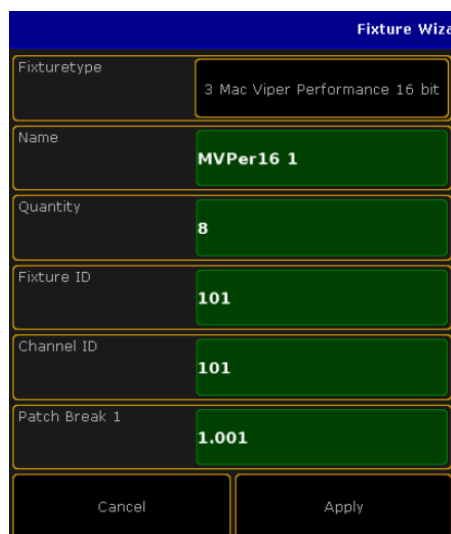 Fixture Wiza
Fixturetype
3 Mac Viper Performance 16 bit
Name
MVPer16 1
Quantity
8
Fixture ID
101
Channel ID
101
Patch Break 1
1.001
Cancel
Apply